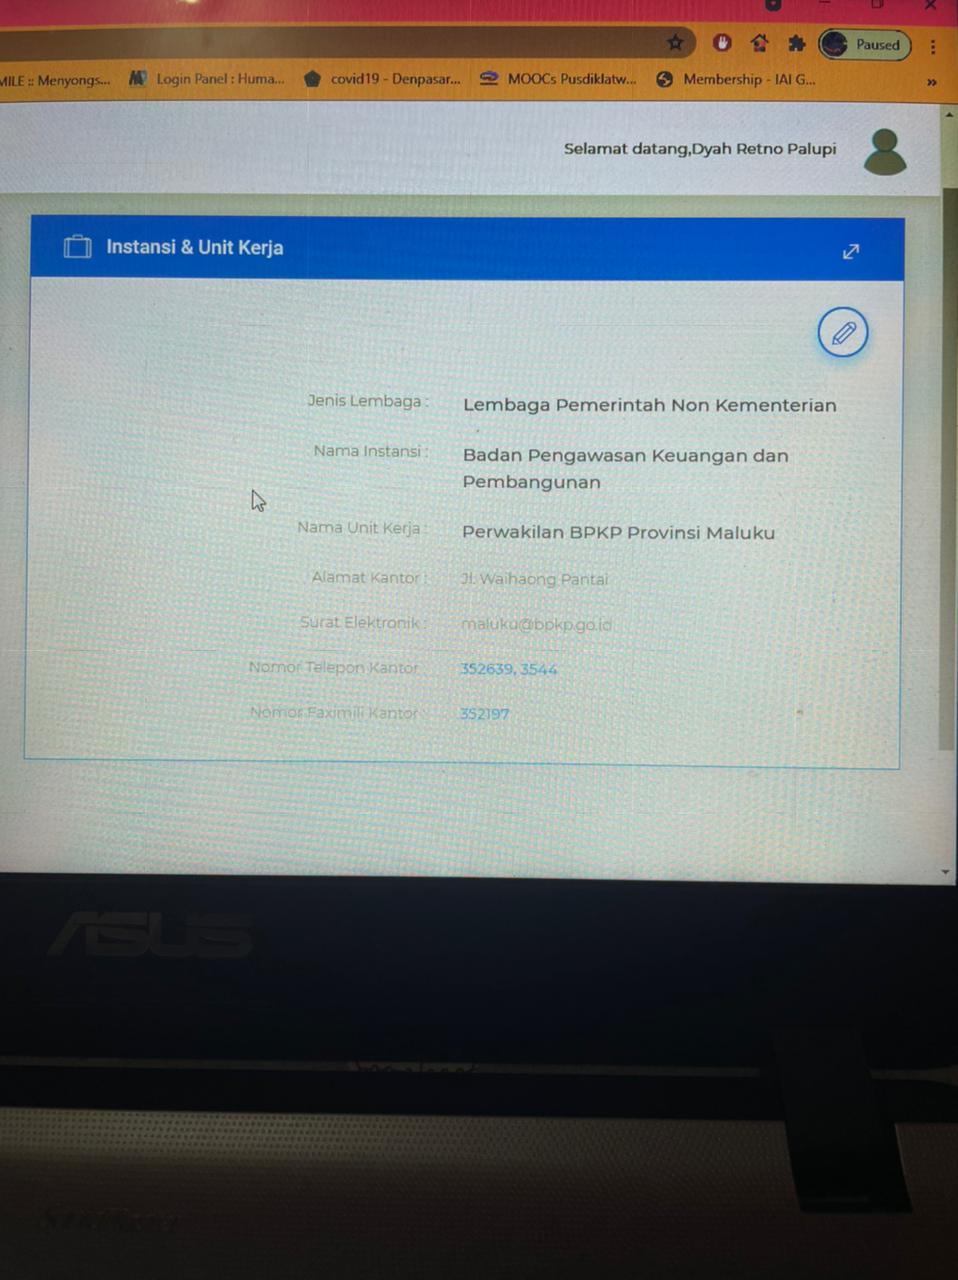 Paused
MILE :: Menyongs...
Login Panel : Huma...
covid19 - Denpasar...
MOOCs Pusdiklatw...
Membership - IAI G...
»
Selamat datang,Dyah Retno Palupi
Instansi & Unit Kerja
Jenis Lembaga : Lembaga Pemerintah Non Kementerian
Nama Instansi : Badan Pengawasan Keuangan dan
Pembangunan
Nama Unit Kerja : Perwakilan BPKP Provinsi Maluku
Alamat Kantor : Jl. Waihaong Pantai
Surat Elektronik : maluku@bpkp.go.id
Nomor Telepon Kantor : 352639, 3544
Nomor Faximili Kantor : 352197
ASUS